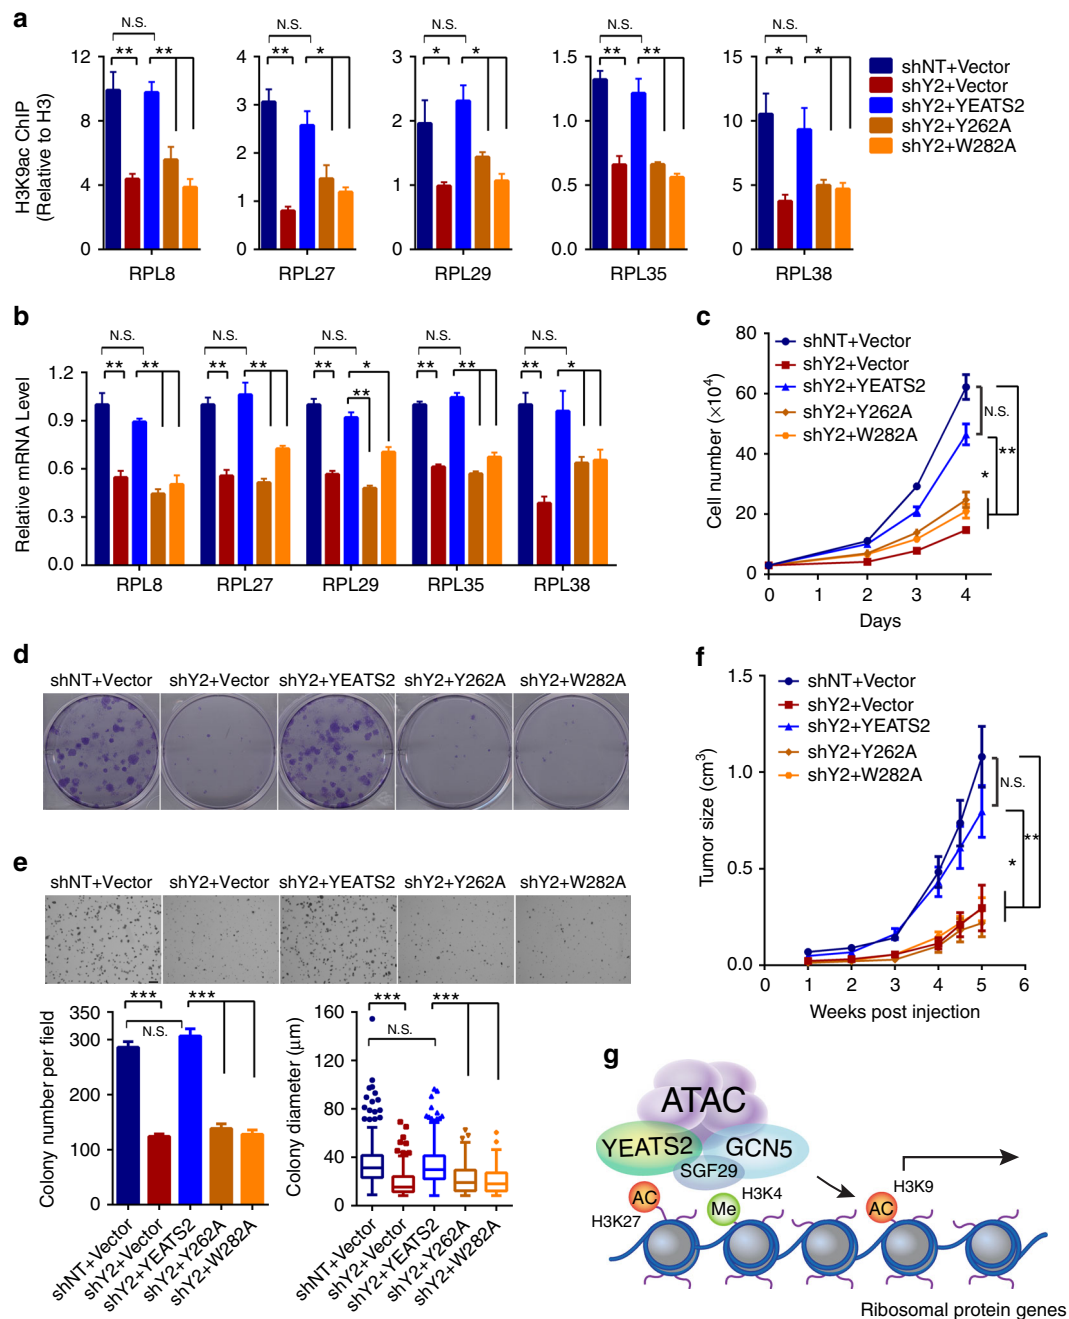 a
N.S. N.S. N.S. N.S. N.S.
** ** ** * * * ** ** * *
H3K9ac ChIP
(Relative to H3)
12 8 4 0
4 3 2 1 0
3 2 1 0
1.5 1.0 0.5 0.0
15 10 5 0
RPL8 RPL27 RPL29 RPL35 RPL38
shNT+Vector
shY2+Vector
shY2+YEATS2
shY2+Y262A
shY2+W282A
b
N.S. N.S. N.S. N.S. N.S.
** ** ** ** ** * ** ** ** *
**
Relative mRNA Level
1.2
0.9
0.6
0.3
0.0
RPL8 RPL27 RPL29 RPL35 RPL38
c
Cell number (×10⁴)
80
60
40
20
0
shNT+Vector
shY2+Vector
shY2+YEATS2
shY2+Y262A
shY2+W282A
N.S.
**
*
0 1 2 3 4
Days
d
shNT+Vector shY2+Vector shY2+YEATS2 shY2+Y262A shY2+W282A
e
shNT+Vector shY2+Vector shY2+YEATS2 shY2+Y262A shY2+W282A
Colony number per field
350
300
200
100
0
*** ***
N.S.
shNT+Vector
shY2+Vector
shY2+YEATS2
shY2+Y262A
shY2+W282A
Colony diameter (μm)
160
120
80
40
0
*** ***
N.S.
shNT+Vector
shY2+Vector
shY2+YEATS2
shY2+Y262A
shY2+W282A
f
Tumor size (cm³)
1.5
1.0
0.5
0.0
shNT+Vector
shY2+Vector
shY2+YEATS2
shY2+Y262A
shY2+W282A
N.S.
**
*
0 1 2 3 4 5 6
Weeks post injection
g
ATAC
YEATS2 GCN5
SGF29
AC H3K27
Me H3K4
AC H3K9
Ribosomal protein genes